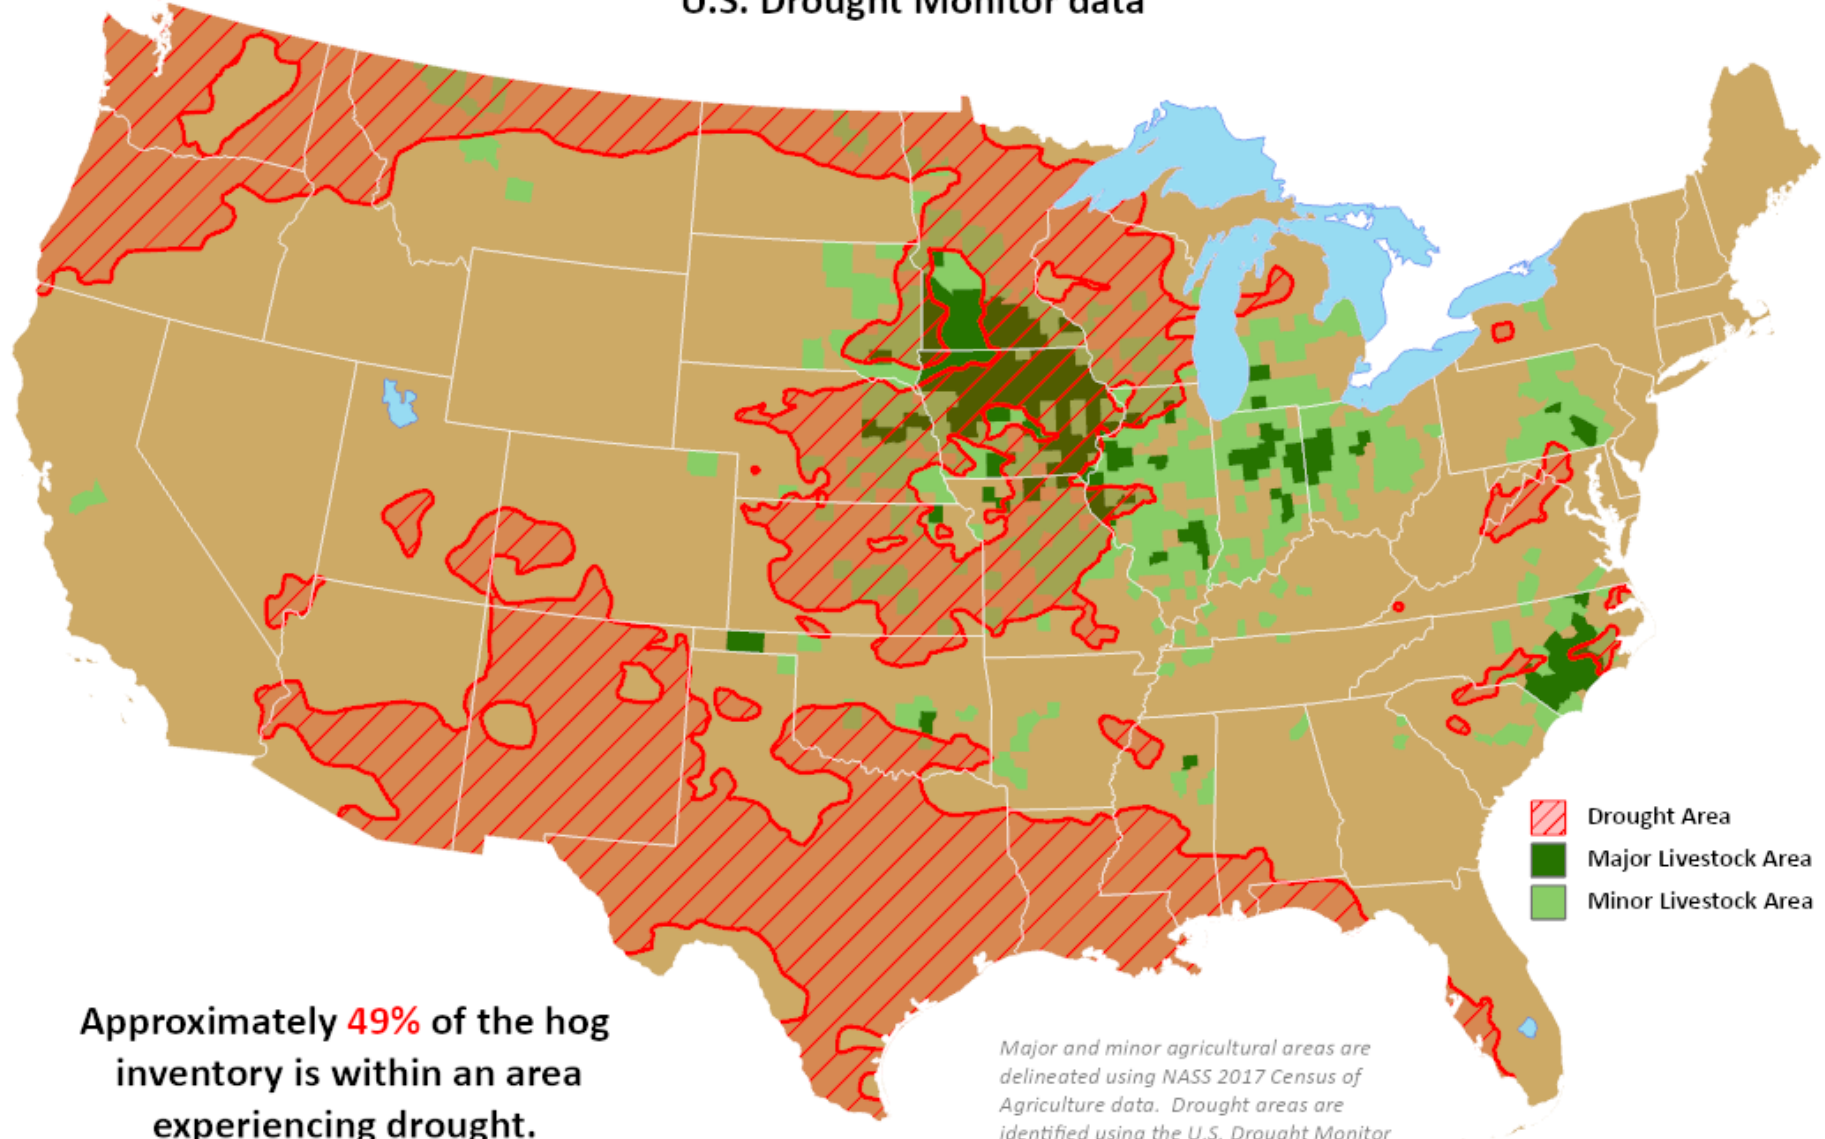 U.S. Drought Monitor data
Drought Area
Major Livestock Area
Minor Livestock Area
Approximately 49% of the hog
inventory is within an area
experiencing drought.
Major and minor agricultural areas are
delineated using NASS 2017 Census of
Agriculture data. Drought areas are
identified using the U.S. Drought Monitor